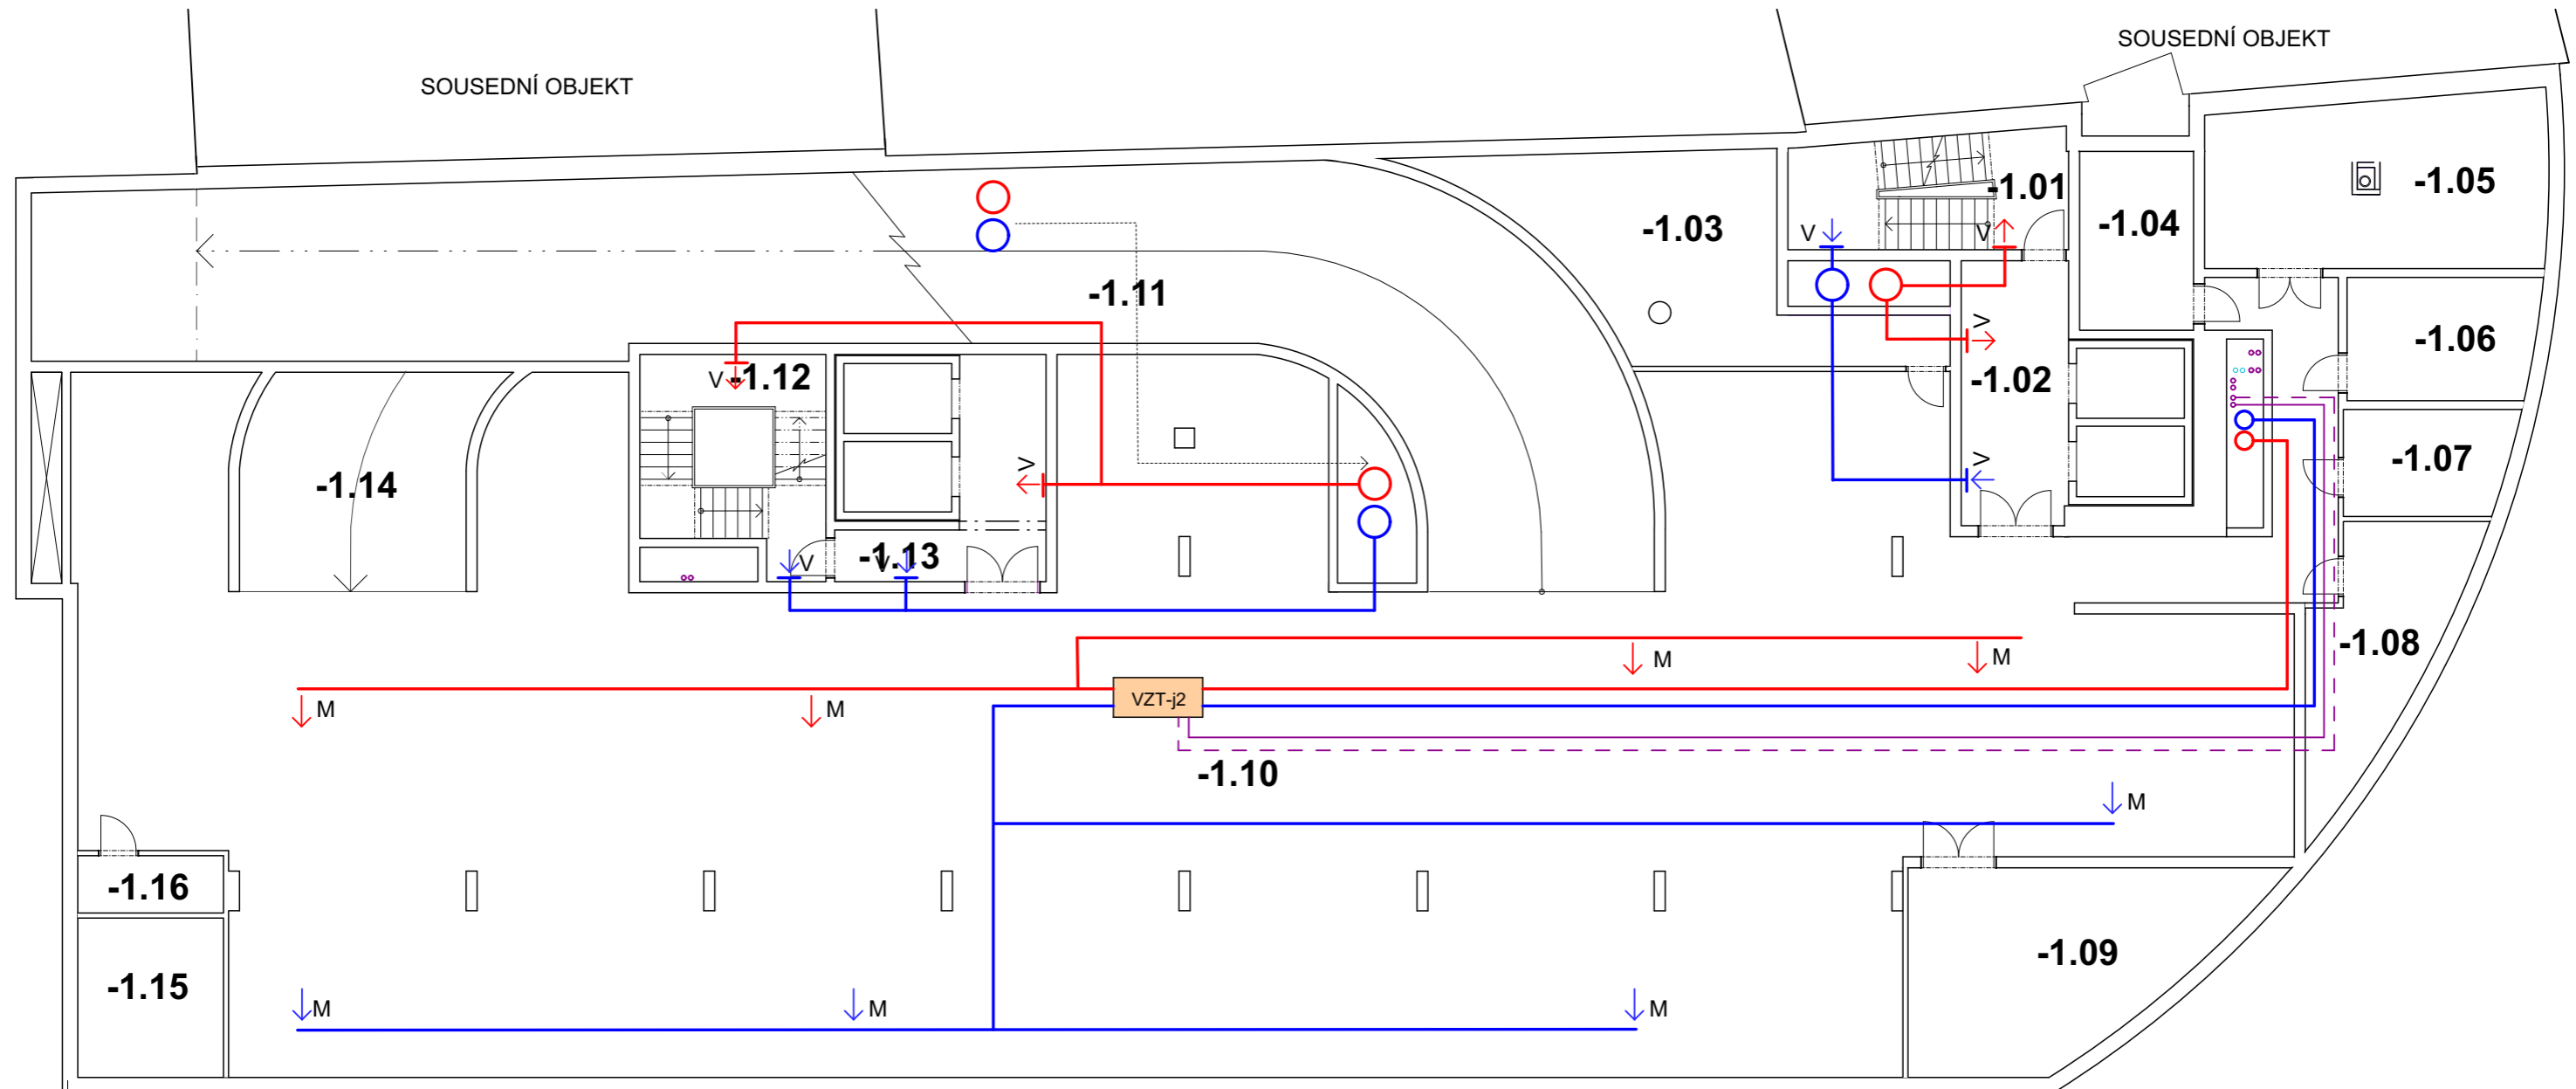 SOUSEDNÍ OBJEKT
SOUSEDNÍ OBJEKT
-1.01
-1.05
-1.04
-1.03
V
V
-1.11
V
-1.06
-1.12
V
-1.02
-1.07
V
V
-1.14
-1.13
V
V
-1.08
M
M
VZT-j2
M
M
-1.10
M
-1.16
-1.09
-1.15
M
M
M